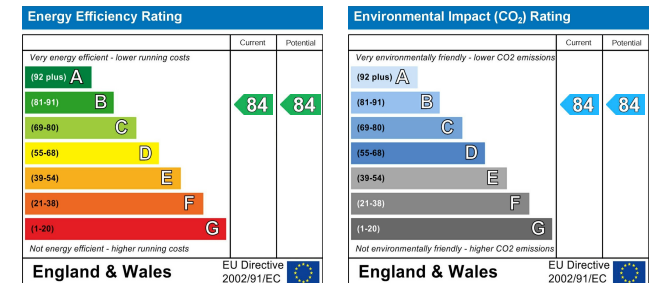 Energy Efficiency Rating
Current Potential
Very energy efficient - lower running costs
(92 plus) A
(81-91) B
84 84
(69-80) C
(55-68) D
(39-54) E
(21-38) F
(1-20) G
Not energy efficient - higher running costs
England & Wales
EU Directive
2002/91/EC
Environmental Impact (CO₂) Rating
Current Potential
Very environmentally friendly - lower CO2 emissions
(92 plus) A
(81-91) B
84 84
(69-80) C
(55-68) D
(39-54) E
(21-38) F
(1-20) G
Not environmentally friendly - higher CO2 emissions
England & Wales
EU Directive
2002/91/EC